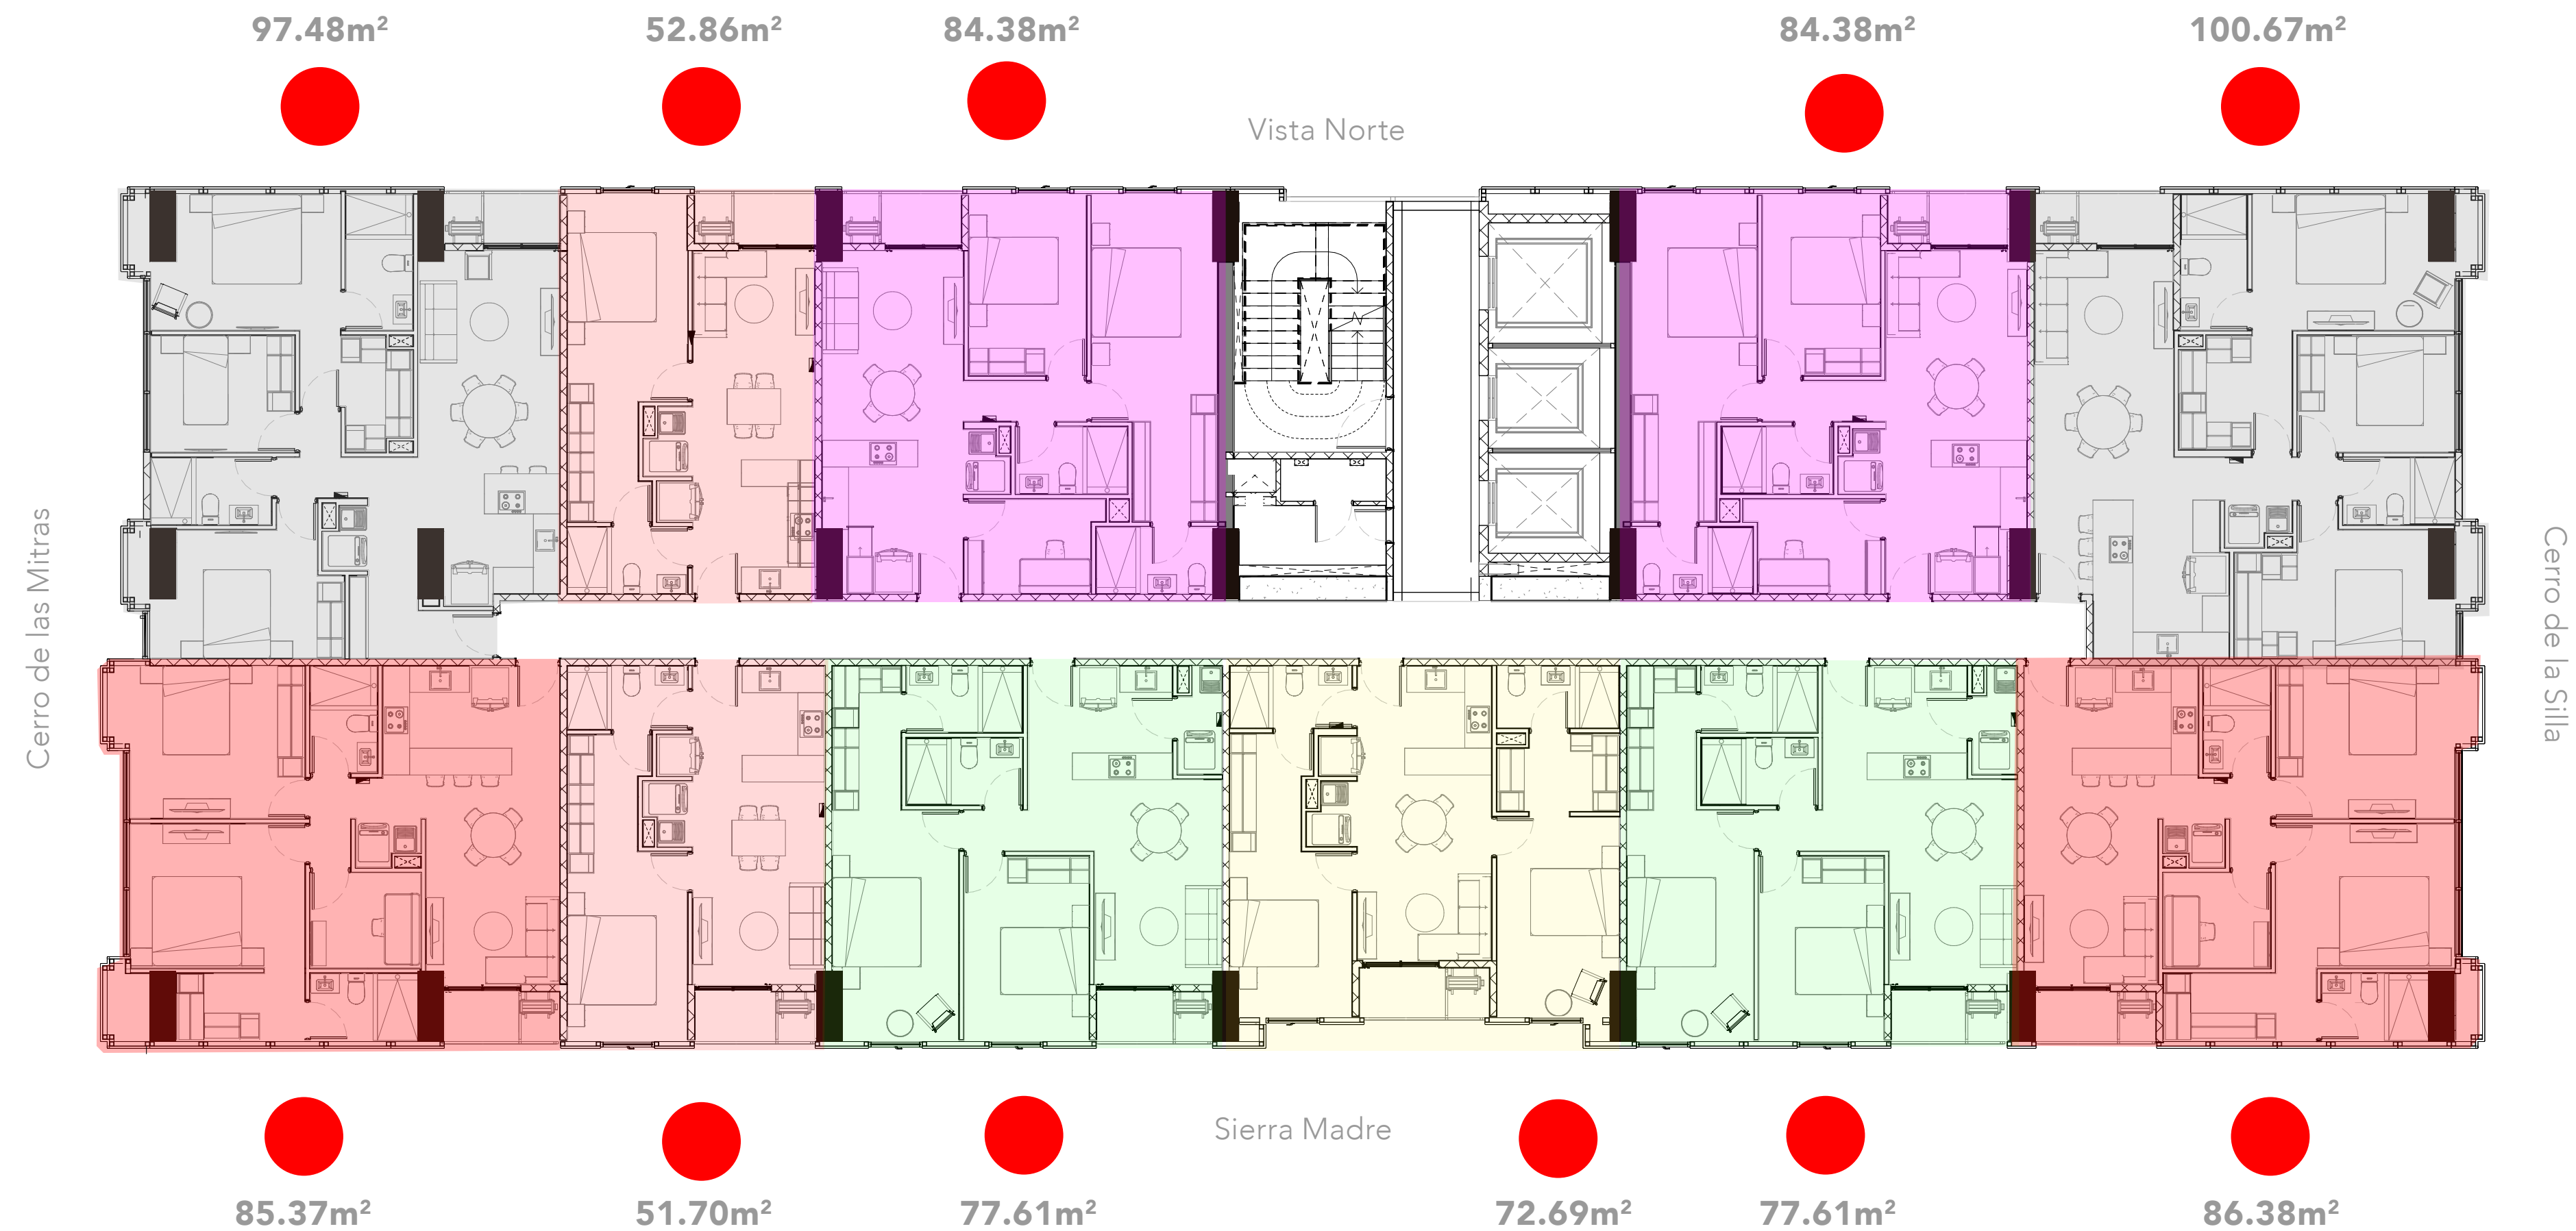 97.48m²
52.86m²
84.38m²
84.38m²
100.67m²
Vista Norte
Cerro de las Mitras
Cerro de la Silla
Sierra Madre
85.37m²
51.70m²
77.61m²
72.69m²
77.61m²
86.38m²